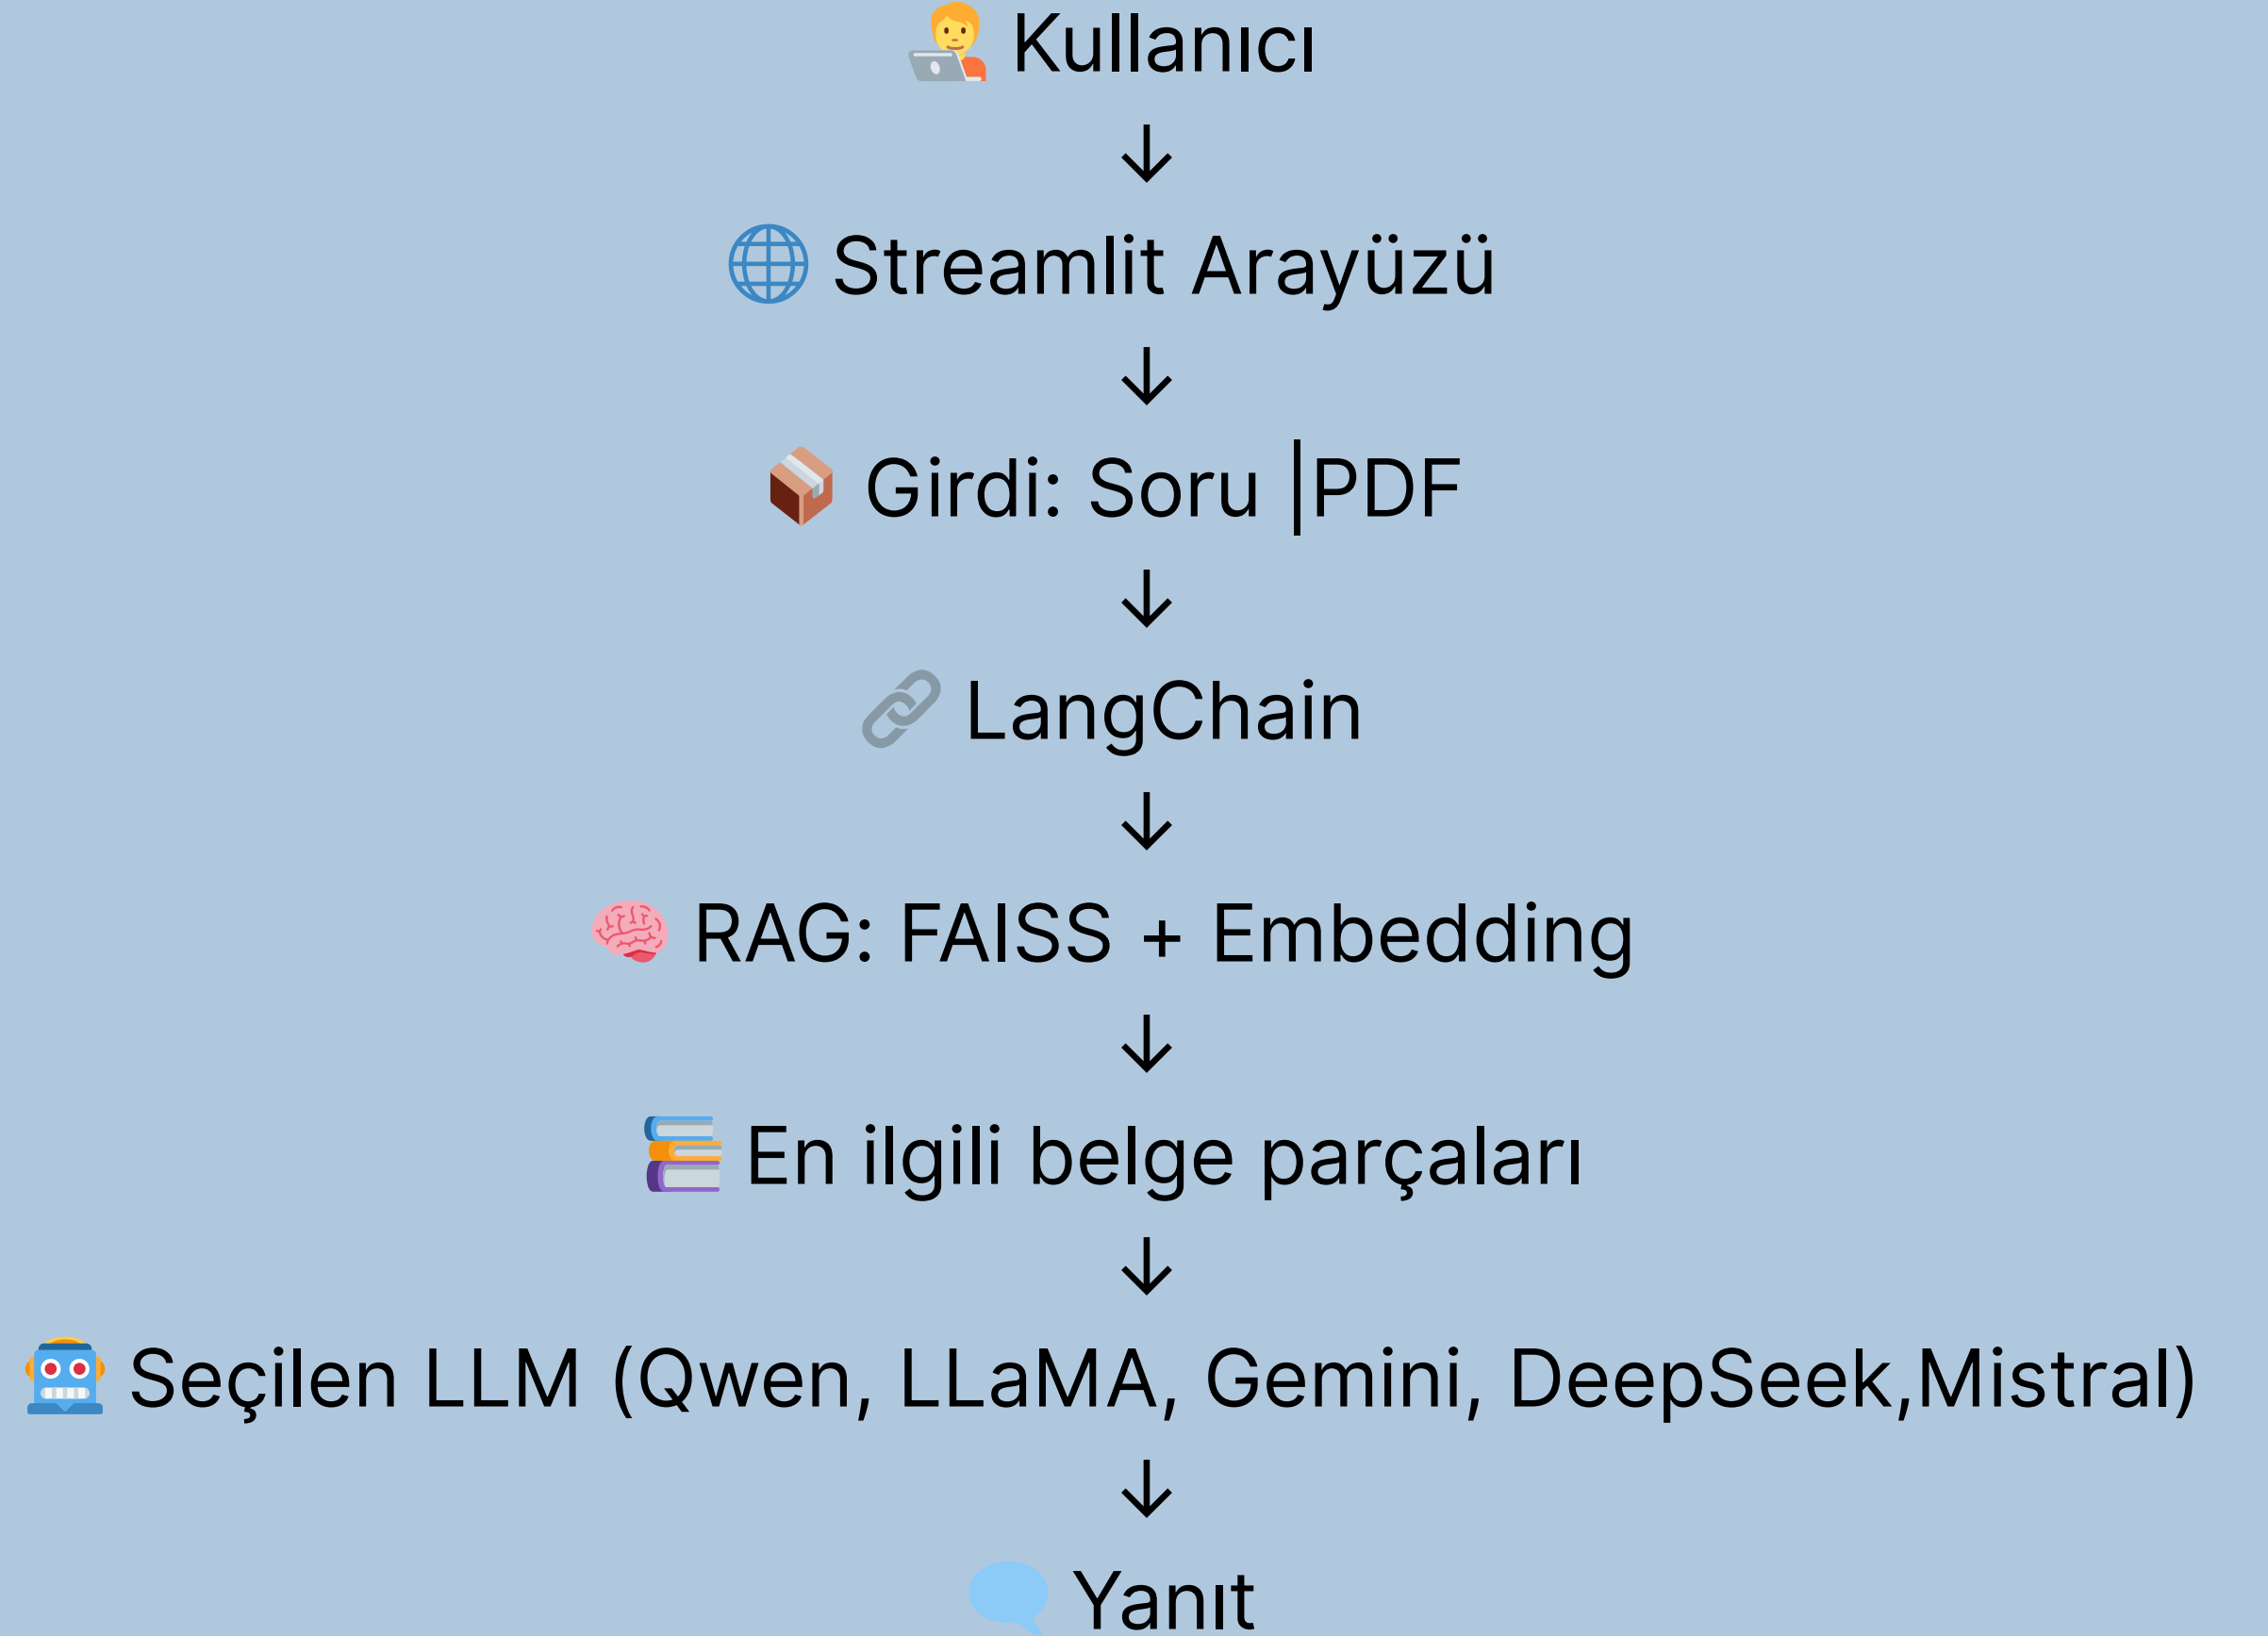 🧑‍💻 Kullanıcı
↓
🌐 Streamlit Arayüzü
↓
📦 Girdi: Soru |PDF
↓
🔗 LangChain
↓
🧠 RAG: FAISS + Embedding
↓
📚 En ilgili belge parçaları
↓
🤖 Seçilen LLM (Qwen, LLaMA, Gemini, DeepSeek,Mistral)
↓
🗨️ Yanıt